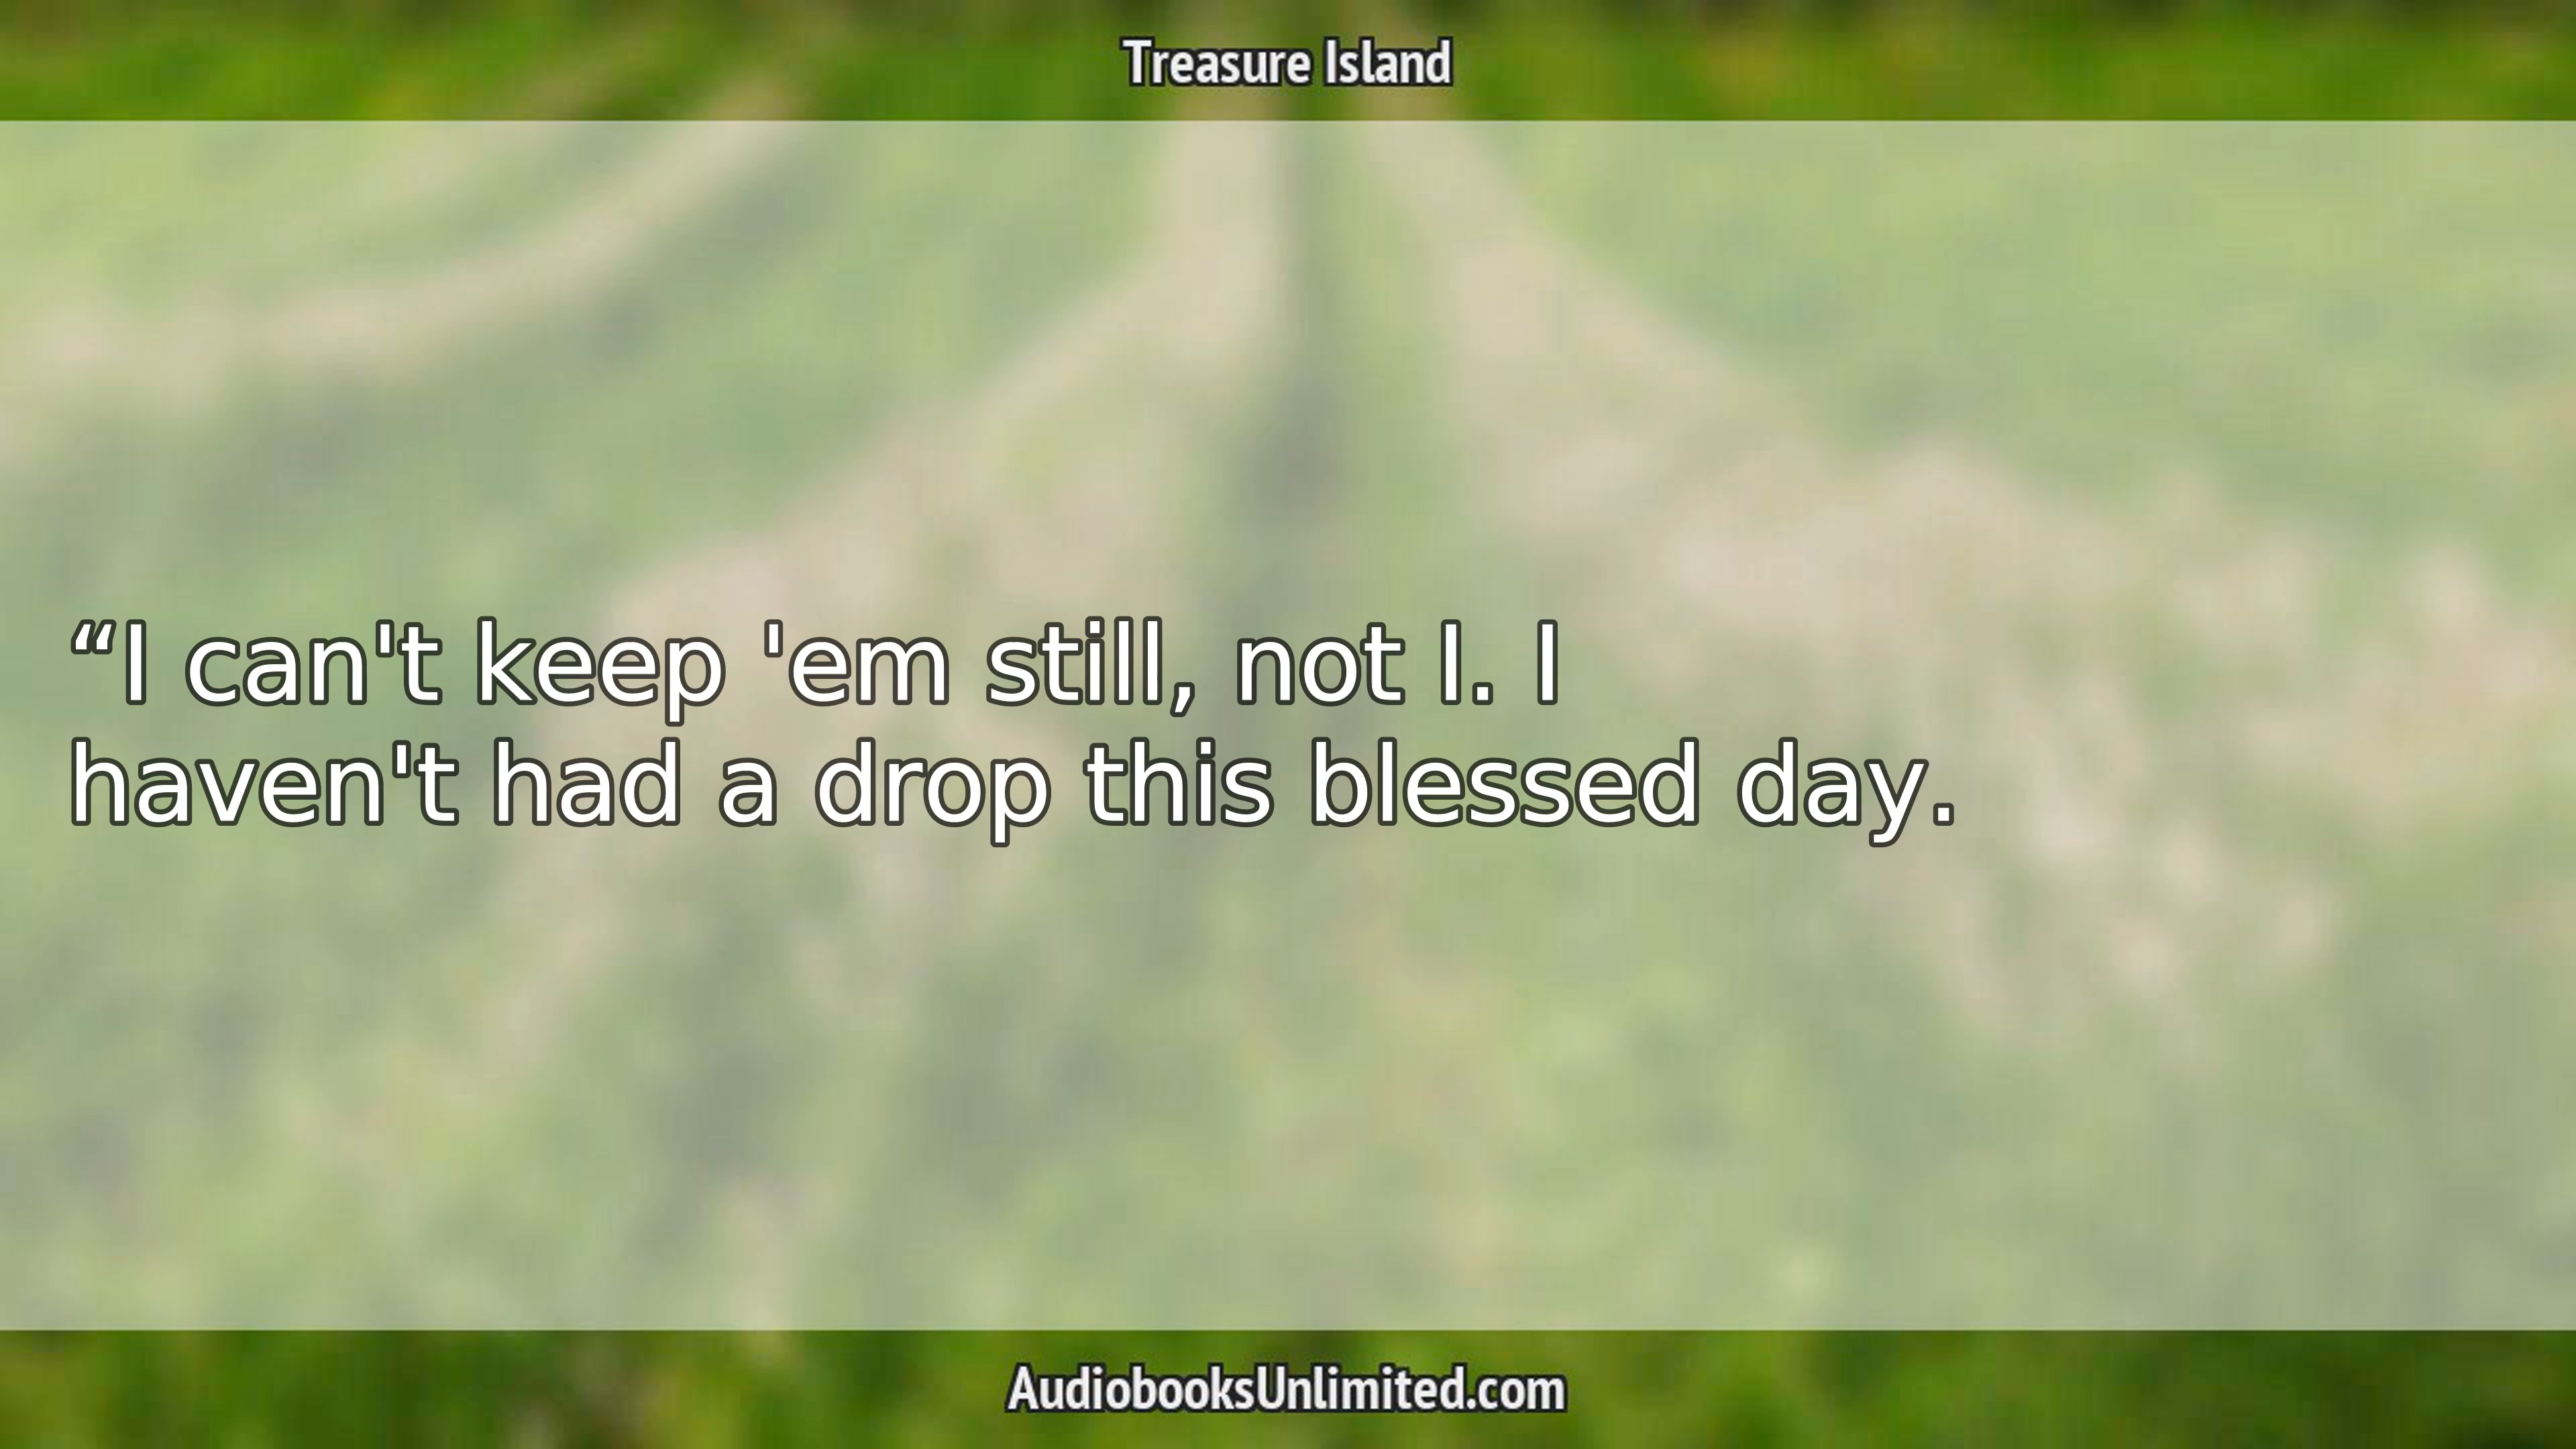 Treasure Island
“I can't keep 'em still, not I. I
haven't had a drop this blessed day.
AudiobooksUnlimited.com